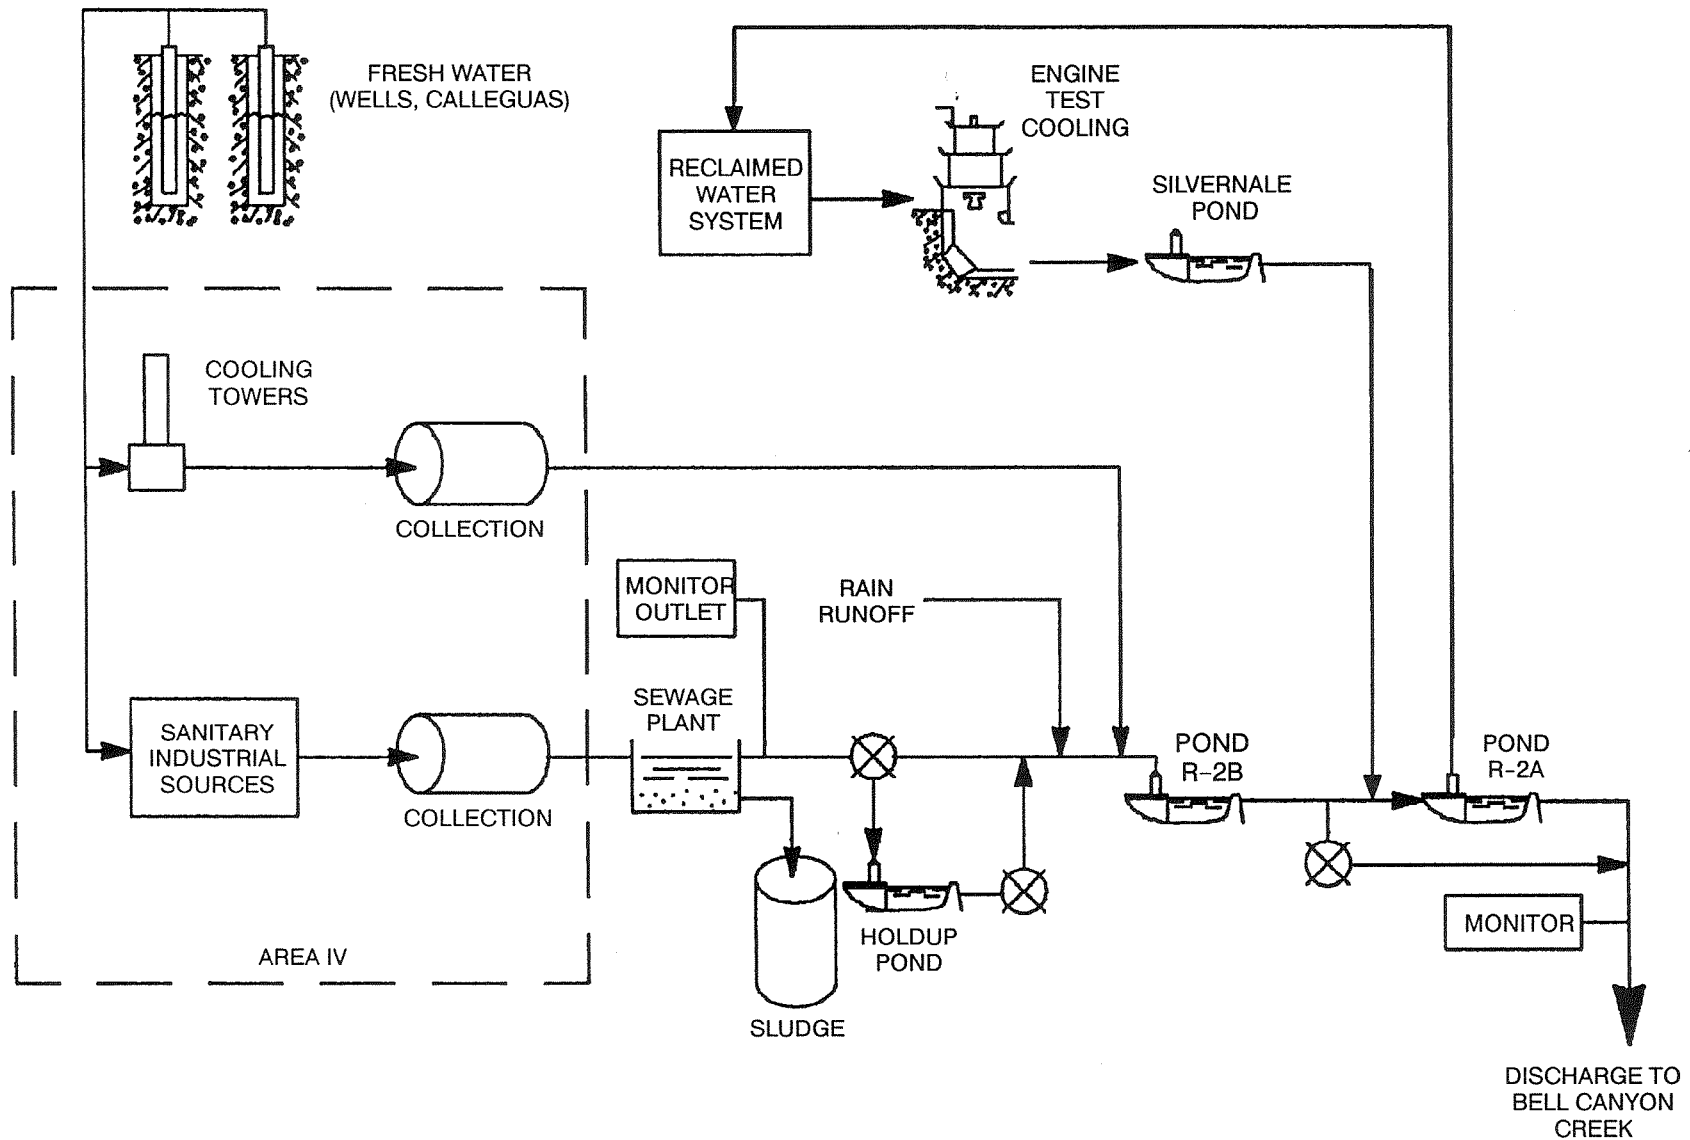 FRESH WATER
(WELLS, CALLEGUAS)
ENGINE
TEST
COOLING
RECLAIMED
WATER
SYSTEM
SILVERNALE
POND
COOLING
TOWERS
COLLECTION
MONITOR
OUTLET
RAIN
RUNOFF
SEWAGE
PLANT
SANITARY
INDUSTRIAL
SOURCES
COLLECTION
POND
R-2B
POND
R-2A
MONITOR
HOLDUP
POND
AREA IV
SLUDGE
DISCHARGE TO
BELL CANYON
CREEK